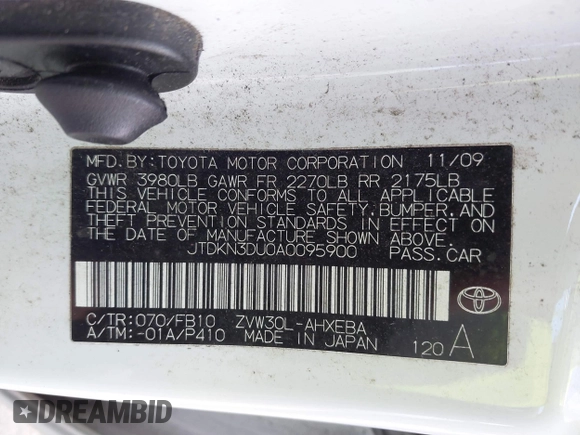 MFD. BY: TOYOTA MOTOR CORPORATION 11/09
GVWR 3980LB GAWR FR 2270LB RR 2175LB
THIS VEHICLE CONFORMS TO ALL APPLICABLE
FEDERAL MOTOR VEHICLE SAFETY, BUMPER, AND
THEFT PREVENTION STANDARDS IN EFFECT ON
THE DATE OF MANUFACTURE SHOWN ABOVE.
JTDKN3DU0A0095900 PASS. CAR
C/TR: 070/FB10 ZVW30L-AHXEBA
A/TM: -01A/P410 MADE IN JAPAN 120 A
DREAMBID